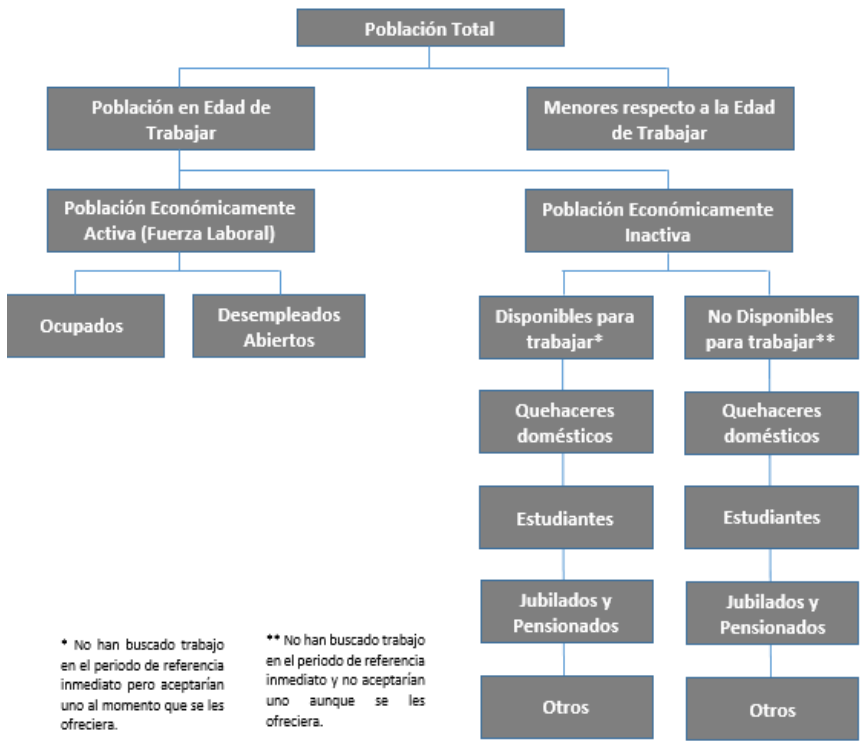 Población Total
Población en Edad de
Trabajar
Menores respecto a la Edad
de Trabajar
Población Económicamente
Activa (Fuerza Laboral)
Población Económicamente
Inactiva
Ocupados
Desempleados
Abiertos
Disponibles para
trabajar*
No Disponibles
para trabajar**
Quehaceres
domésticos
Quehaceres
domésticos
Estudiantes
Estudiantes
Jubilados y
Pensionados
Jubilados y
Pensionados
Otros
Otros
* No han buscado trabajo
en el periodo de referencia
inmediato pero aceptarían
uno al momento que se les
ofreciera.
** No han buscado trabajo
en el periodo de referencia
inmediato y no aceptarían
uno aunque se les
ofreciera.